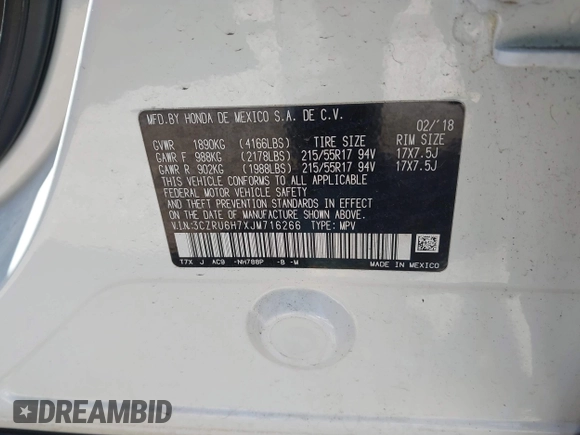 MFD.BY HONDA DE MEXICO S.A. DE C.V.
02/'18
GVWR 1890KG (4166LBS) TIRE SIZE RIM SIZE
GAWR F 988KG (2178LBS) 215/55R17 94V 17X7.5J
GAWR R 902KG (1988LBS) 215/55R17 94V 17X7.5J
THIS VEHICLE CONFORMS TO ALL APPLICABLE
FEDERAL MOTOR VEHICLE SAFETY
AND THEFT PREVENTION STANDARDS IN EFFECT
ON THE DATE OF MANUFACTURE SHOWN ABOVE.
V.I.N:3CZRU6H7XJM716266 TYPE: MPV
T7X J AC0 -NH788P -B -M
MADE IN MEXICO
DREAMBID